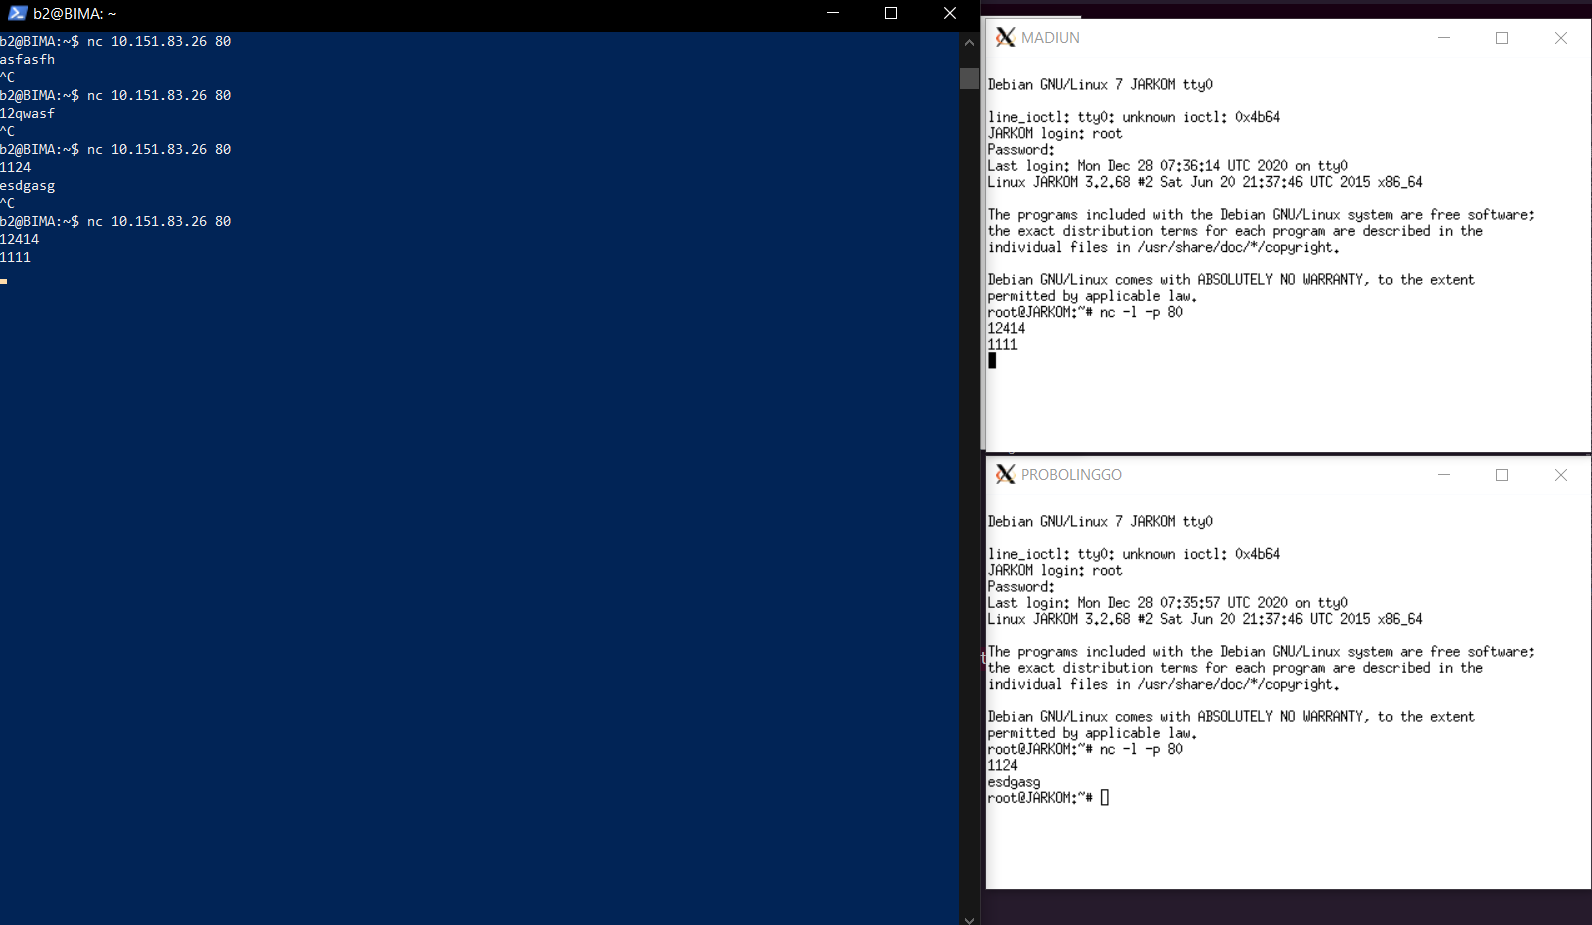 b2@BIMA: ~
b2@BIMA:~$ nc 10.151.83.26 80
asfasfh
^C
b2@BIMA:~$ nc 10.151.83.26 80
12qwasf
^C
b2@BIMA:~$ nc 10.151.83.26 80
1124
esdgasg
^C
b2@BIMA:~$ nc 10.151.83.26 80
12414
1111
MADIUN
Debian GNU/Linux 7 JARKOM tty0
line_ioctl: tty0: unknown ioctl: 0x4b64
JARKOM login: root
Password:
Last login: Mon Dec 28 07:36:14 UTC 2020 on tty0
Linux JARKOM 3.2.68 #2 Sat Jun 20 21:37:46 UTC 2015 x86_64
The programs included with the Debian GNU/Linux system are free software;
the exact distribution terms for each program are described in the
individual files in /usr/share/doc/*/copyright.
Debian GNU/Linux comes with ABSOLUTELY NO WARRANTY, to the extent
permitted by applicable law.
root@JARKOM:~# nc -l -p 80
12414
1111
PROBOLINGGO
Debian GNU/Linux 7 JARKOM tty0
line_ioctl: tty0: unknown ioctl: 0x4b64
JARKOM login: root
Password:
Last login: Mon Dec 28 07:35:57 UTC 2020 on tty0
Linux JARKOM 3.2.68 #2 Sat Jun 20 21:37:46 UTC 2015 x86_64
The programs included with the Debian GNU/Linux system are free software;
the exact distribution terms for each program are described in the
individual files in /usr/share/doc/*/copyright.
Debian GNU/Linux comes with ABSOLUTELY NO WARRANTY, to the extent
permitted by applicable law.
root@JARKOM:~# nc -l -p 80
1124
esdgasg
root@JARKOM:~#